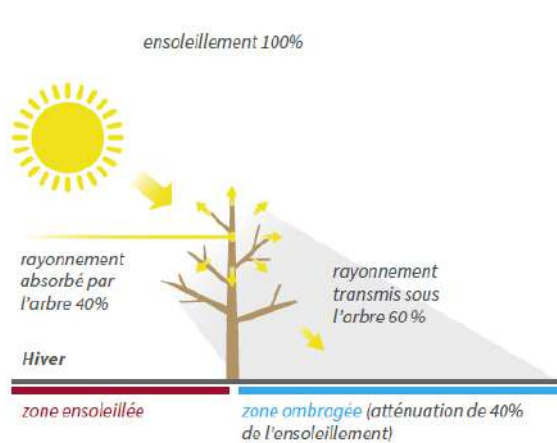 ensoleillement 100%
rayonnement
absorbé par
l'arbre 40%
rayonnement
transmis sous
l'arbre 60 %
Hiver
zone ensoleillée
zone ombragée (atténuation de 40%
de l'ensoleillement)